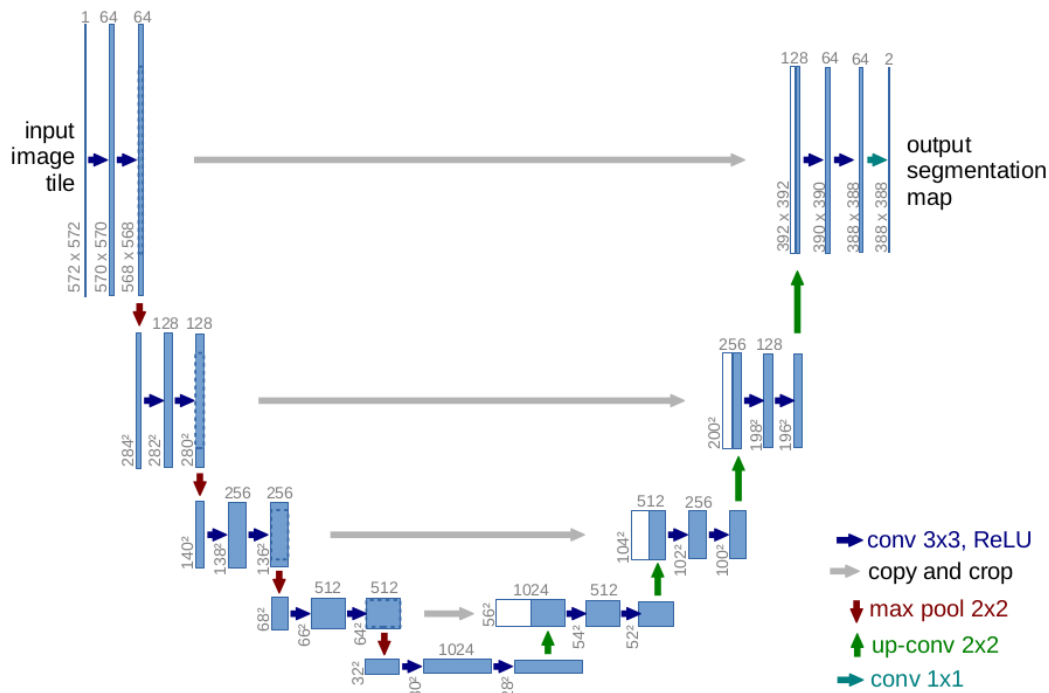 1 64 64
128
64 64 2
input
image
tile
output
segmentation
map
572 x 572
570 x 570
568 x 568
392 x 392
390 x 390
388 x 388
388 x 388
128 128
256 128
284²
282²
280²
200²
198²
196²
256 256
512 256
140²
138²
136²
104²
102²
100²
512 512
1024 512
68²
66²
64²
56²
54²
52²
1024
32²
conv 3x3, ReLU
copy and crop
max pool 2x2
up-conv 2x2
conv 1x1